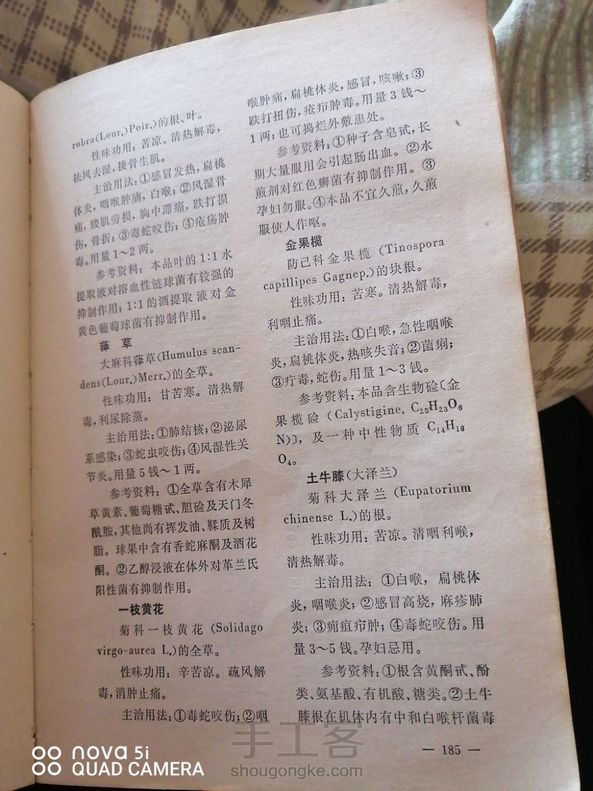 rubra(Lour.)Poir.)的根、叶。
性味功用：苦凉。清热解毒，
祛风去湿，接骨生肌。
主治用法：①感冒发热，扁桃
体炎，咽喉肿痛，白喉；②风湿骨
痛，腰肌劳损，胸中滞痛，跌打损
伤，骨折；③毒蛇咬伤；④疮疡肿
毒。用量1～2两。
参考资料：本品叶的1:1水
提取液对溶血性链球菌有较强的
抑制作用；1:1的酒提取液对金
黄色葡萄球菌有抑制作用。
葎草
大麻科葎草(Humulus scan-
dens(Lour.)Merr.)的全草。
性味功用：甘苦寒。清热解
毒，利尿除蒸。
主治用法：①肺结核；②泌尿
系感染；③蛇虫咬伤；④风湿性关
节炎。用量5钱～1两。
参考资料：①全草含有木犀
草黄素、葡萄糖甙、胆硷及天门冬
酰胺，其他尚有挥发油、鞣质及树
脂。球果中含有香蛇麻酮及酒花
酮。②乙醇浸液在体外对革兰氏
阳性菌有抑制作用。
一枝黄花
菊科一枝黄花(Solidago
virgo-aurea L.)的全草。
性味功用：辛苦凉。疏风解
毒，消肿止痛。
主治用法：①毒蛇咬伤；②咽
喉肿痛，扁桃体炎，感冒，咳嗽；③
跌打扭伤，疮疖肿毒。用量3钱～
1两；也可捣烂外敷患处。
参考资料：①种子含皂甙，长
期大量服用会引起肠出血。②水
煎剂对红色癣菌有抑制作用。③
孕妇勿服。④本品不宜久煎，久煎
服使人作呕。
金果榄
防己科金果榄(Tinospora
capillipes Gagnep.)的块根。
性味功用：苦寒。清热解毒，
利咽止痛。
主治用法：①白喉，急性咽喉
炎，扁桃体炎，热咳失音；②菌痢；
③疔毒，蛇伤。用量1～3钱。
参考资料：本品含生物硷〔金
果榄硷(Calystigine, C₂₅H₂₃O₆
N)〕，及一种中性物质C₁₄H₁₆
O₄。
土牛膝(大泽兰)
菊科大泽兰(Eupatorium
chinense L.)的根。
性味功用：苦凉。清咽利喉，
清热解毒。
主治用法：①白喉，扁桃体
炎，咽喉炎；②感冒高烧，麻疹肺
炎；③痈疽疖肿；④毒蛇咬伤。用
量3～5钱。孕妇忌用。
参考资料：①根含黄酮甙、酚
类、氨基酸、有机酸、糖类。②土牛
膝根在机体内有中和白喉杆菌毒
— 185 —
nova 5i
QUAD CAMERA
手工客
shougongke.com